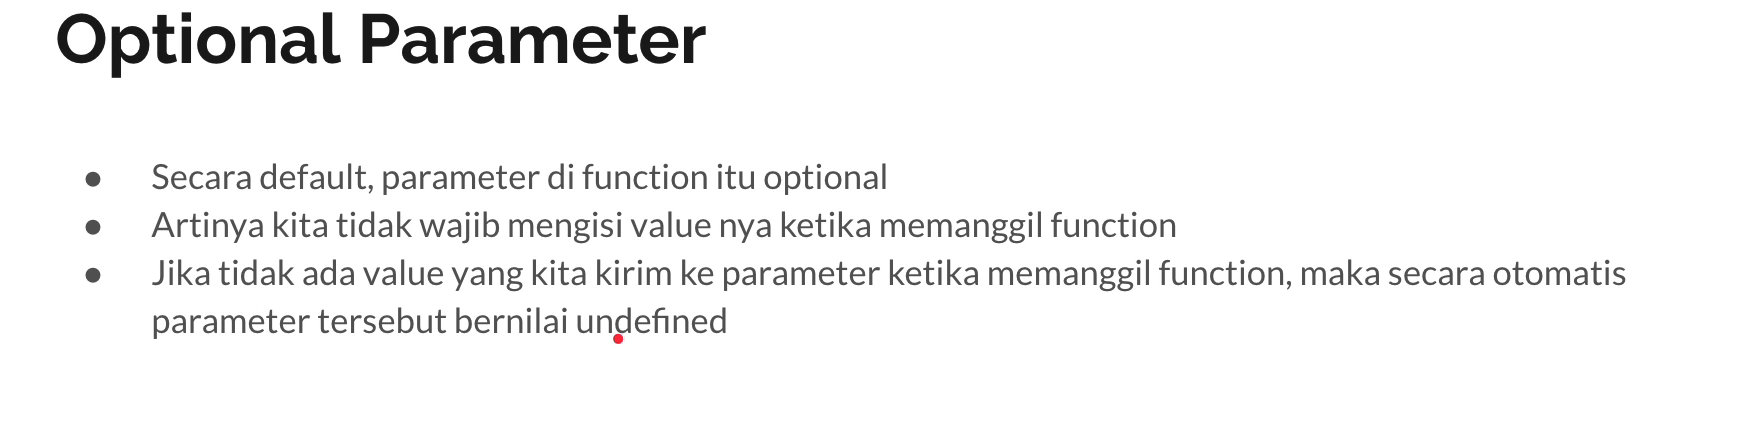 Optional Parameter
● Secara default, parameter di function itu optional
● Artinya kita tidak wajib mengisi value nya ketika memanggil function
● Jika tidak ada value yang kita kirim ke parameter ketika memanggil function, maka secara otomatis
parameter tersebut bernilai undefined